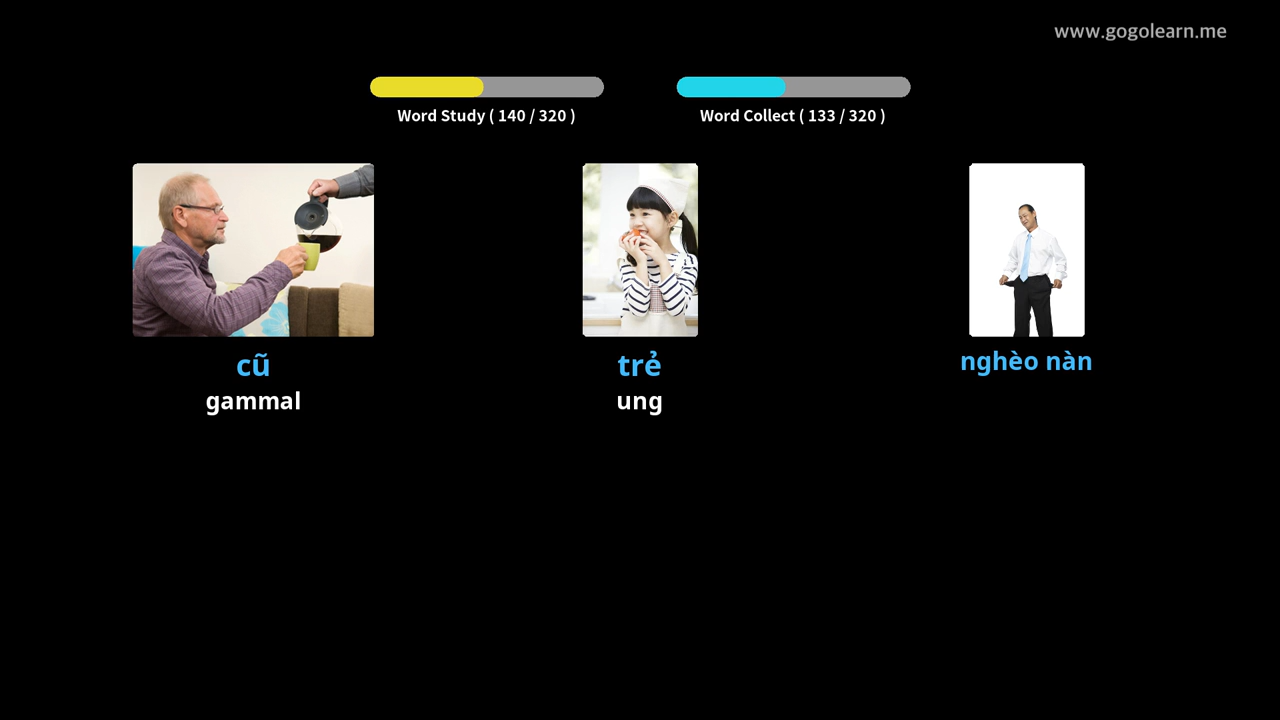 www.gogolearn.me
Word Study ( 140 / 320 )
Word Collect ( 133 / 320 )
cũ
trẻ
nghèo nàn
gammal
ung